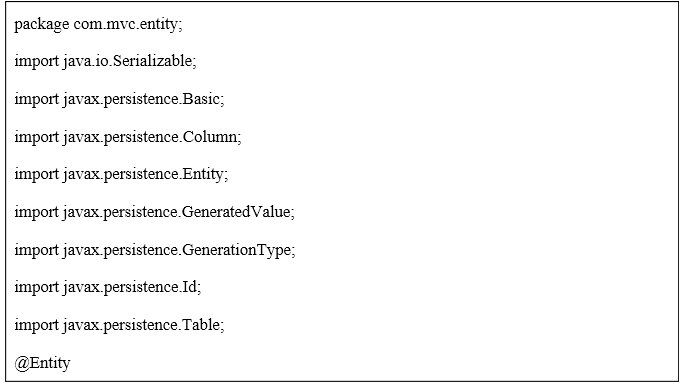 package com.mvc.entity;
import java.io.Serializable;
import javax.persistence.Basic;
import javax.persistence.Column;
import javax.persistence.Entity;
import javax.persistence.GeneratedValue;
import javax.persistence.GenerationType;
import javax.persistence.Id;
import javax.persistence.Table;
@Entity